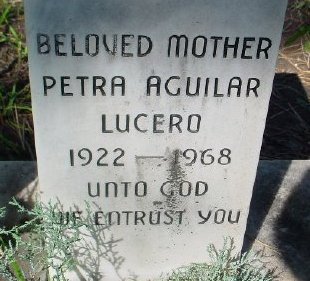 BELOVED MOTHER
PETRA AGUILAR
LUCERO
1922 — 1968
UNTO GOD
WE ENTRUST YOU